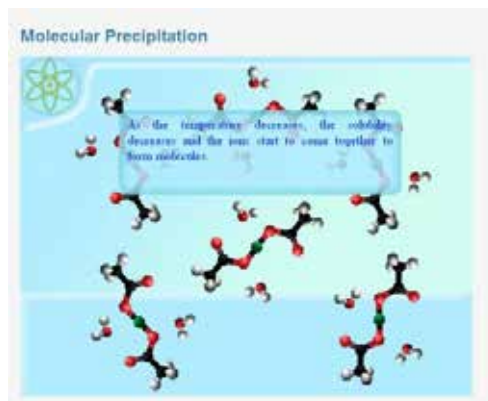 Molecular Precipitation
As the temperature decreases, the solubility
decreases and the ions start to come together to
form molecules.